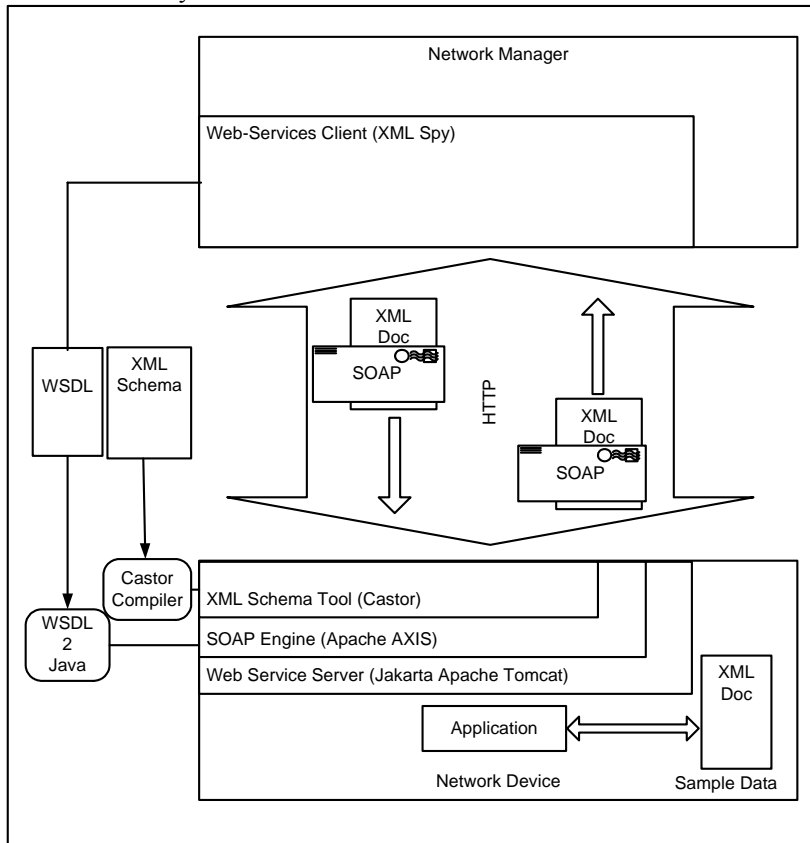 Network Manager
Web-Services Client (XML Spy)
WSDL
XML
Schema
XML
Doc
SOAP
HTTP
XML
Doc
SOAP
Castor
Compiler
WSDL
2
Java
XML Schema Tool (Castor)
SOAP Engine (Apache AXIS)
Web Service Server (Jakarta Apache Tomcat)
XML
Doc
Application
Network Device
Sample Data